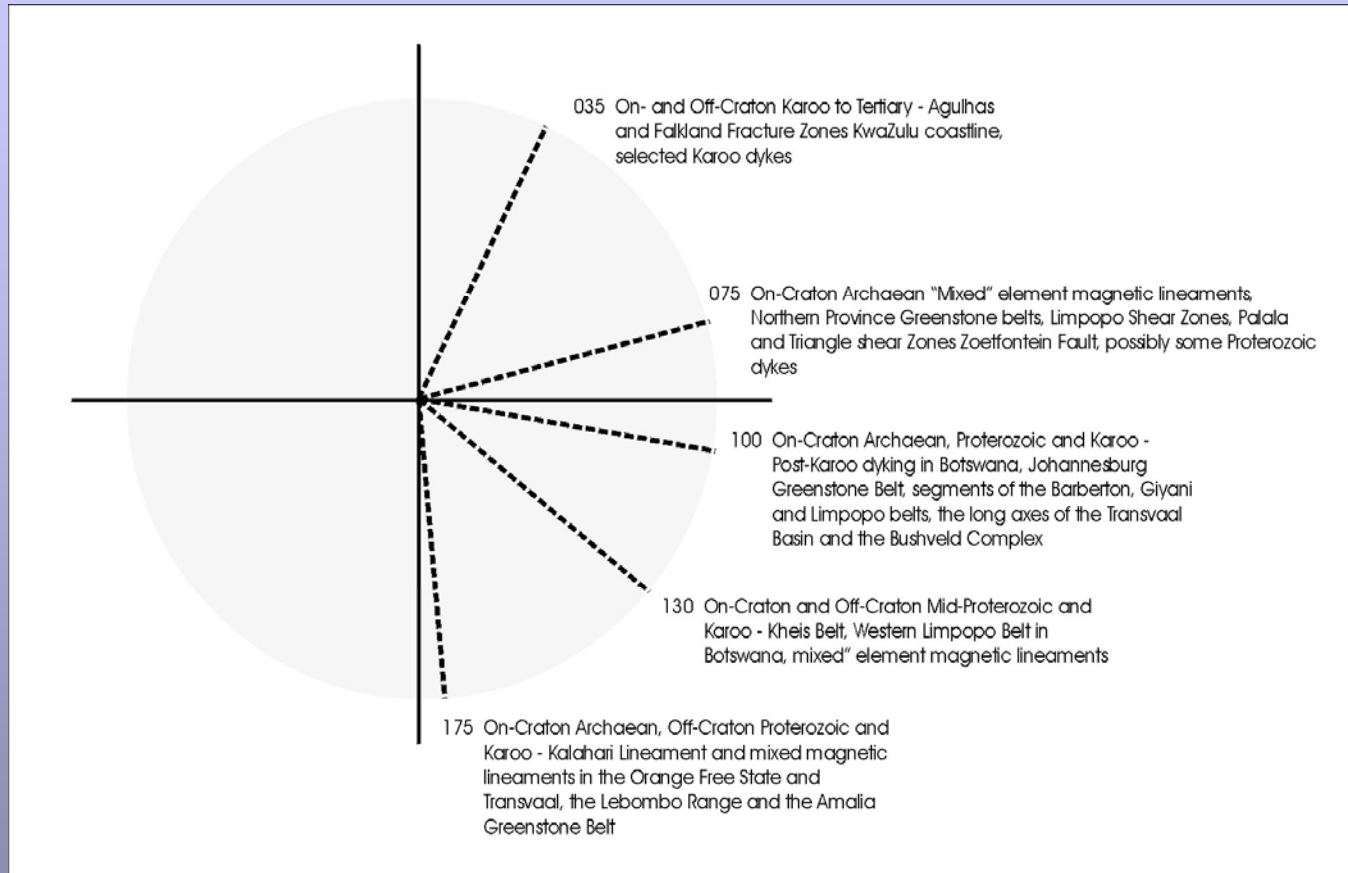 035 On- and Off-Craton Karoo to Tertiary - Agulhas
and Falkland Fracture Zones KwaZulu coastline,
selected Karoo dykes
075 On-Craton Archaean “Mixed” element magnetic lineaments,
Northern Province Greenstone belts, Limpopo Shear Zones, Palala
and Triangle shear Zones Zoetfontein Fault, possibly some Proterozoic
dykes
100 On-Craton Archaean, Proterozoic and Karoo -
Post-Karoo dyking in Botswana, Johannesburg
Greenstone Belt, segments of the Barberton, Giyani
and Limpopo belts, the long axes of the Transvaal
Basin and the Bushveld Complex
130 On-Craton and Off-Craton Mid-Proterozoic and
Karoo - Kheis Belt, Western Limpopo Belt in
Botswana, mixed” element magnetic lineaments
175 On-Craton Archaean, Off-Craton Proterozoic and
Karoo - Kalahari Lineament and mixed magnetic
lineaments in the Orange Free State and
Transvaal, the Lebombo Range and the Amalia
Greenstone Belt